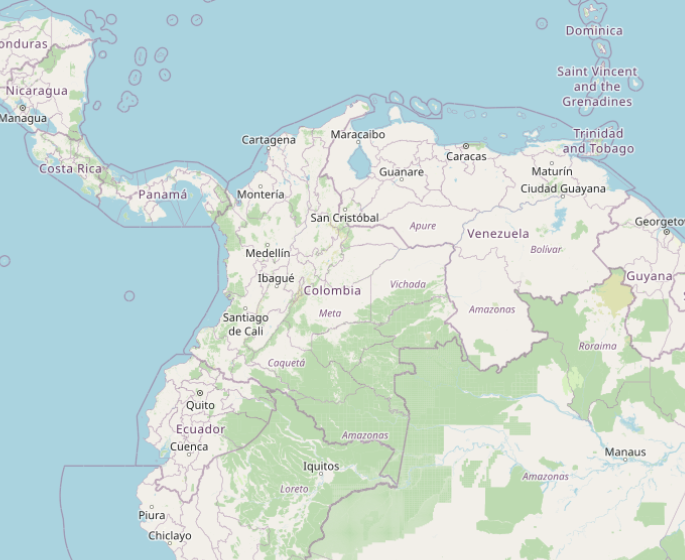 Dominica
onduras
Saint Vincent
and the
Grenadines
Nicaragua
Managua
Trinidad
and Tobago
Maracaibo
Cartagena
Caracas
Costa Rica
Guanare
Maturín
Ciudad Guayana
Panamá
Montería
San Cristóbal
Apure
Georgetow
Venezuela
Bolívar
Medellín
Ibagué
Guyana
Colombia
Vichada
Meta
Amazonas
Santiago
de Cali
Roraima
Caquetá
Quito
Ecuador
Amazonas
Cuenca
Manaus
Iquitos
Amazonas
Loreto
Piura
Chiclayo